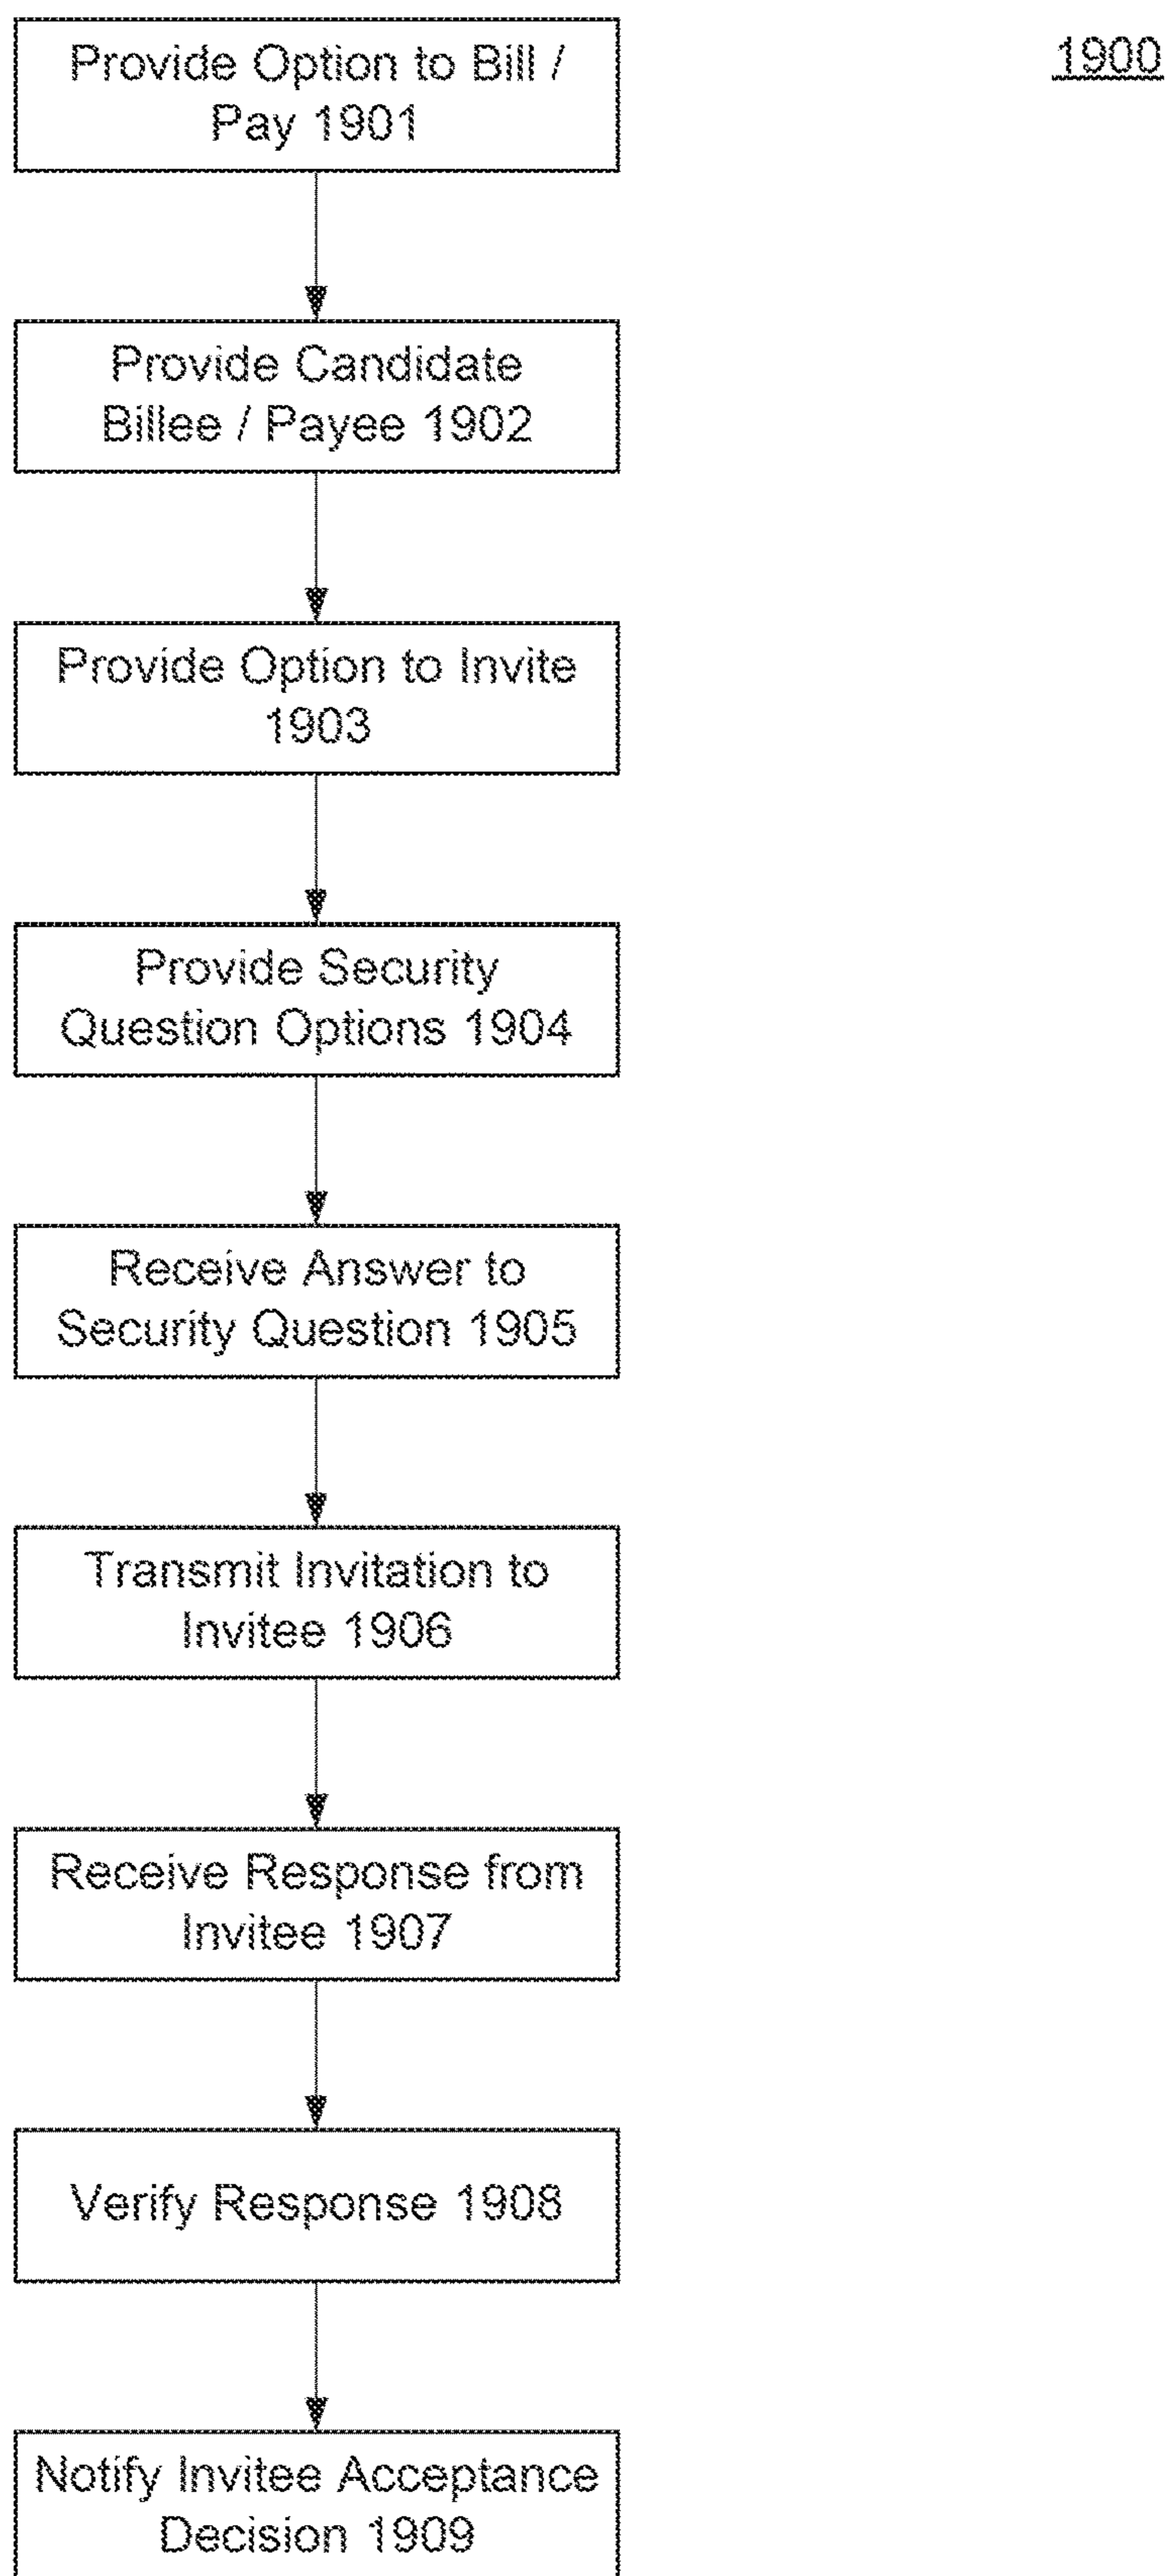 1900
Provide Option to Bill /
Pay 1901
Provide Candidate
Billee / Payee 1902
Provide Option to Invite
1903
Provide Security
Question Options 1904
Receive Answer to
Security Question 1905
Transmit Invitation to
Invitee 1906
Receive Response from
Invitee 1907
Verify Response 1908
Notify Invitee Acceptance
Decision 1909